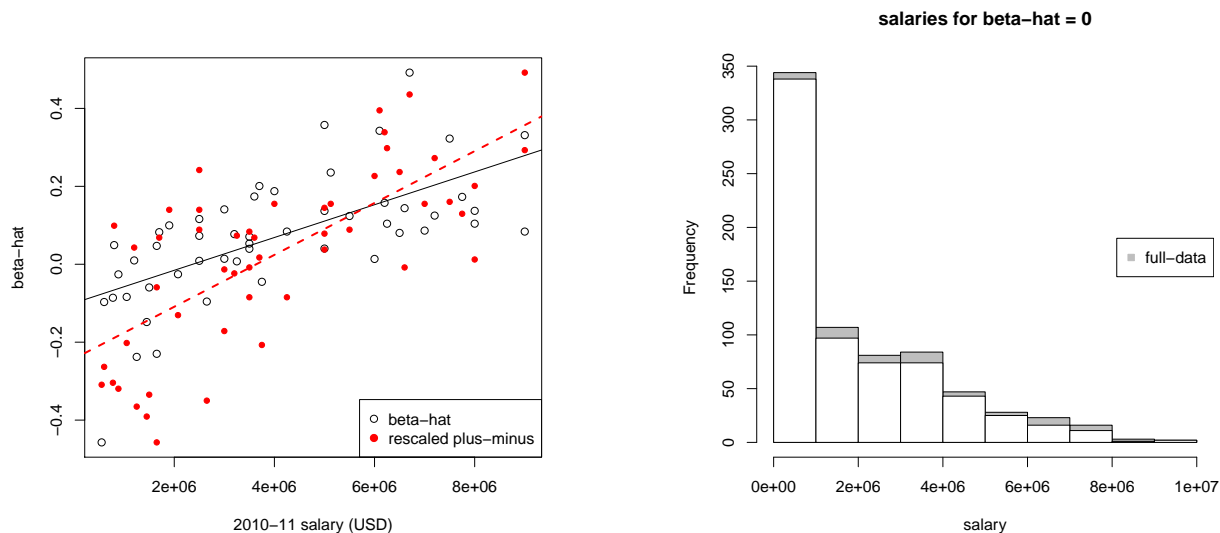 beta−hat
0.4
0.2
0.0
−0.2
−0.4
2e+06 4e+06 6e+06 8e+06
2010−11 salary (USD)
beta−hat
rescaled plus−minus
salaries for beta−hat = 0
Frequency
350
300
250
200
150
100
50
0
0e+00 2e+06 4e+06 6e+06 8e+06 1e+07
salary
full−data